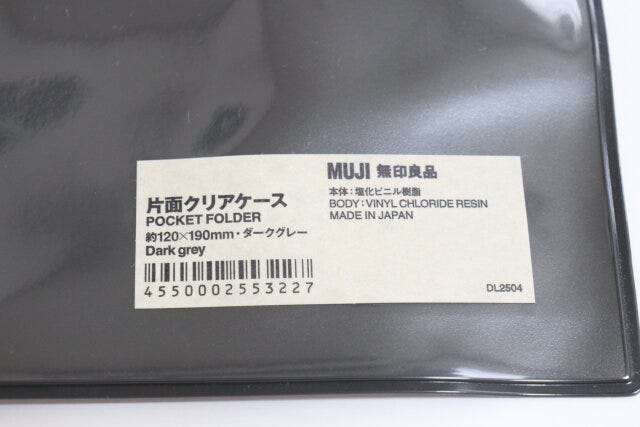 MUJI 無印良品
本体:塩化ビニル樹脂
BODY:VINYL CHLORIDE RESIN
MADE IN JAPAN
片面クリアケース
POCKET FOLDER
約120×190mm・ダークグレー
Dark grey
4550002553227
DL2504